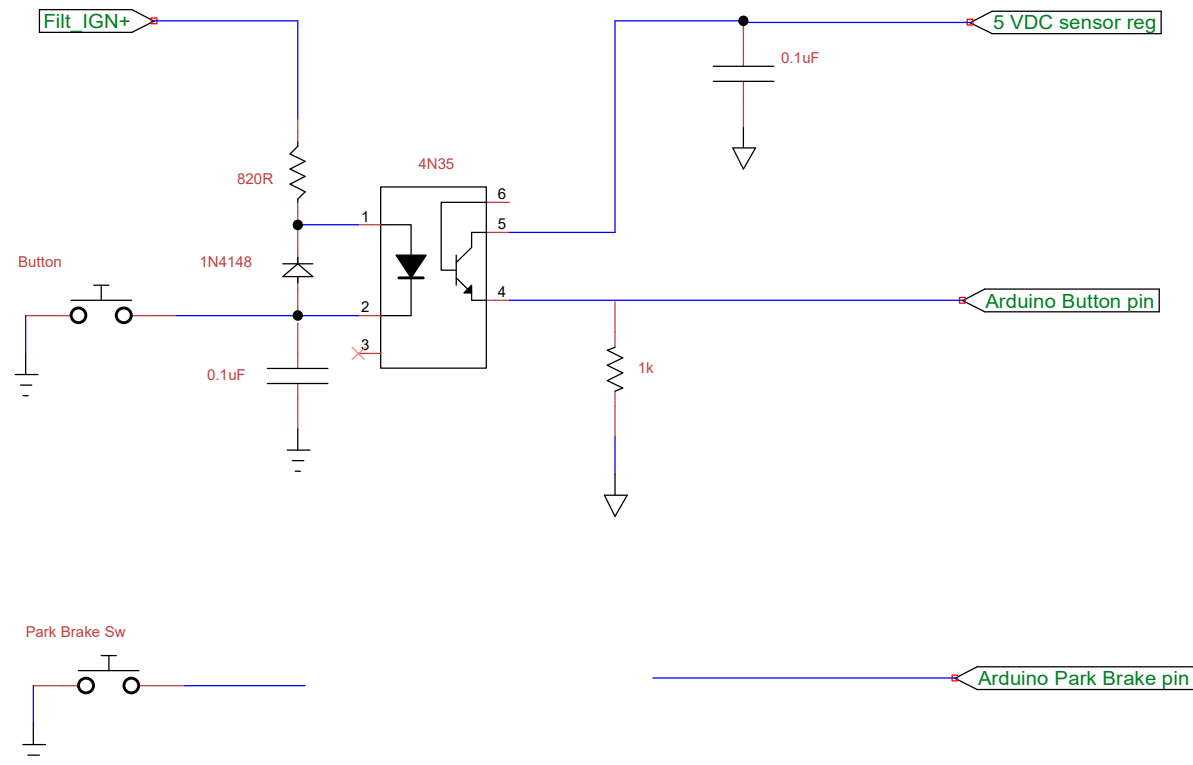 Filt_IGN+
5 VDC sensor reg
0.1uF
4N35
820R
6
1
5
Button
1N4148
2
4
Arduino Button pin
3
0.1uF
1k
Park Brake Sw
Arduino Park Brake pin